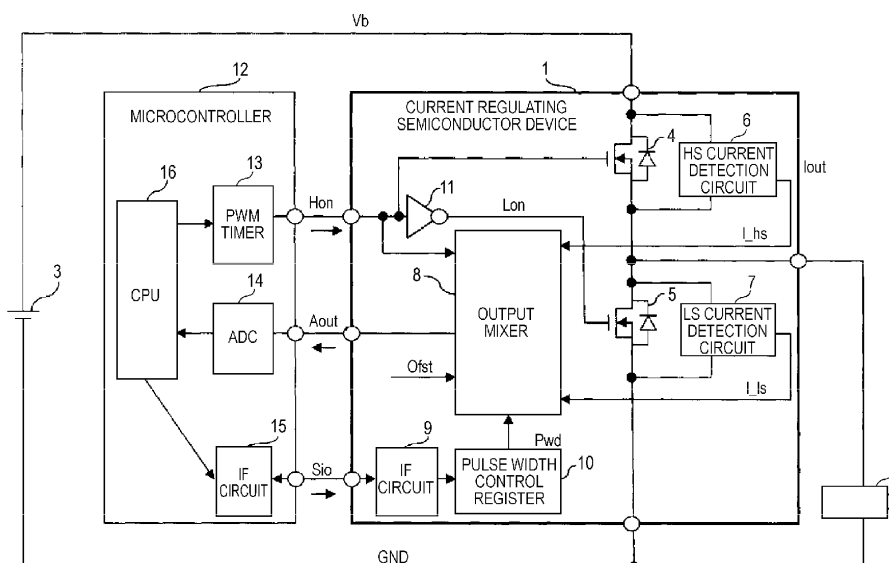 Vb
12
1
MICROCONTROLLER
CURRENT REGULATING
SEMICONDUCTOR DEVICE
4
6
HS CURRENT
DETECTION
CIRCUIT
Iout
16
13
PWM
TIMER
Hon
11
Lon
I_hs
3
CPU
14
ADC
Aout
8
OUTPUT
MIXER
5
7
LS CURRENT
DETECTION
CIRCUIT
Ofst
I_ls
15
IF
CIRCUIT
Sio
9
IF
CIRCUIT
Pwd
PULSE WIDTH
CONTROL
REGISTER
10
GND